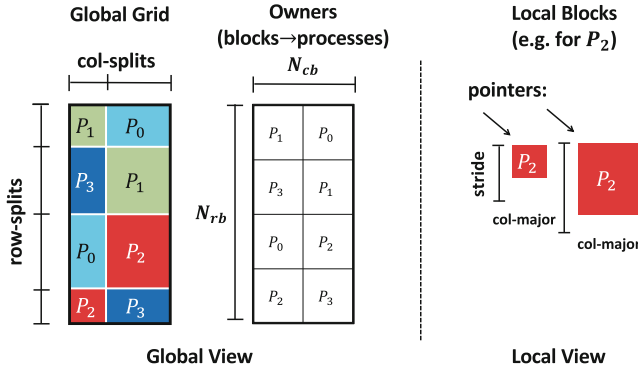 Global Grid
col-splits
row-splits
P₁ P₀
P₃ P₁
P₀ P₂
P₂ P₃
Owners
(blocks→processes)
N_cb
N_rb
P₁ P₀
P₃ P₁
P₀ P₂
P₂ P₃
Global View
Local Blocks
(e.g. for P₂)
pointers:
stride
P₂
col-major
P₂
col-major
Local View